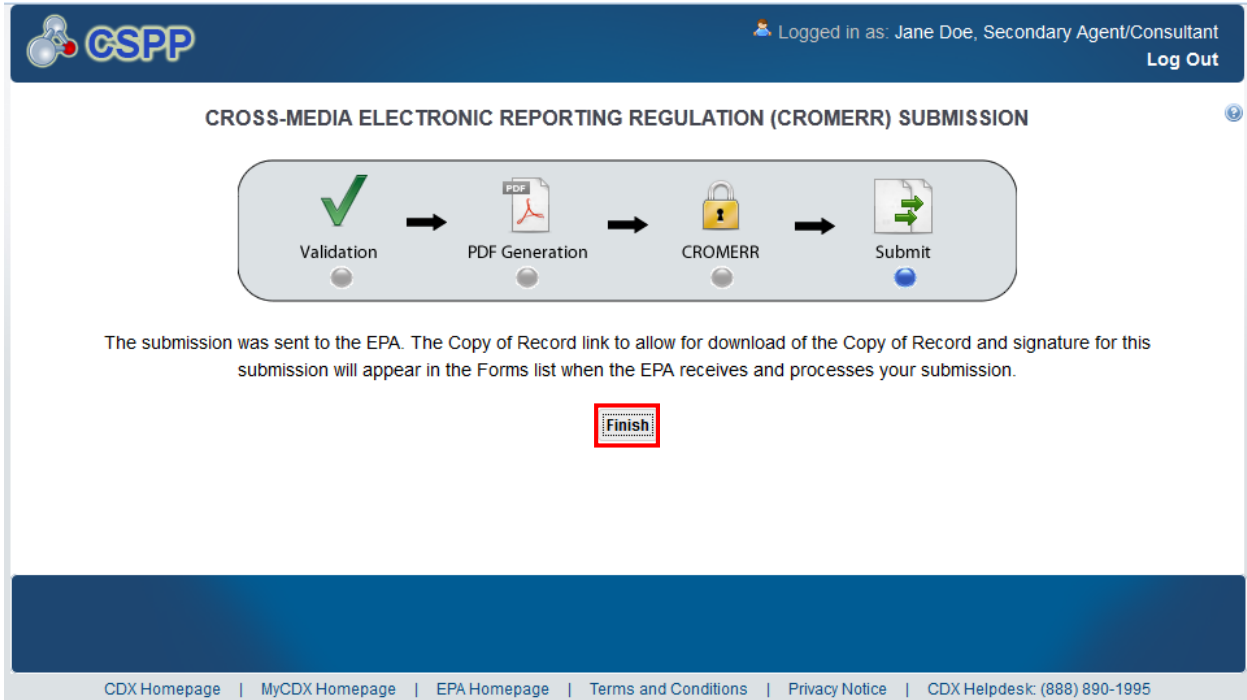 CSPP
Logged in as: Jane Doe, Secondary Agent/Consultant
Log Out
CROSS-MEDIA ELECTRONIC REPORTING REGULATION (CROMERR) SUBMISSION
?
PDF
1
Validation
PDF Generation
CROMERR
Submit
The submission was sent to the EPA. The Copy of Record link to allow for download of the Copy of Record and signature for this
submission will appear in the Forms list when the EPA receives and processes your submission.
Finish
CDX Homepage | MyCDX Homepage | EPA Homepage | Terms and Conditions | Privacy Notice | CDX Helpdesk: (888) 890-1995